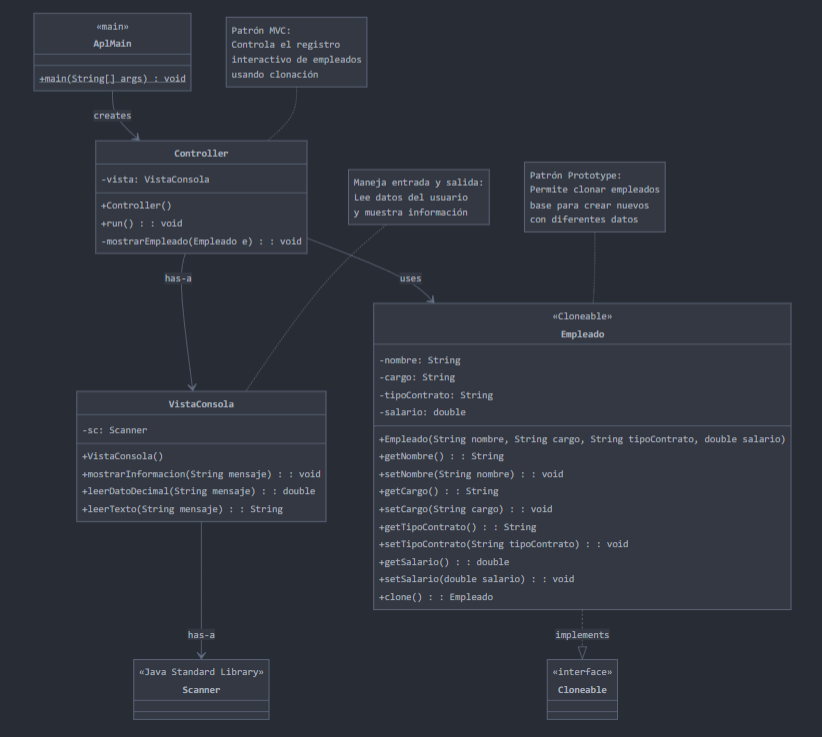 «main»
AplMain
+main(String[] args) : void
Patrón MVC:
Controla el registro
interactivo de empleados
usando clonación
creates
Controller
-vista: VistaConsola
+Controller()
+run() : : void
-mostrarEmpleado(Empleado e) : : void
Maneja entrada y salida:
Lee datos del usuario
y muestra información
Patrón Prototype:
Permite clonar empleados
base para crear nuevos
con diferentes datos
has-a
uses
«Cloneable»
Empleado
-nombre: String
-cargo: String
-tipoContrato: String
-salario: double
+Empleado(String nombre, String cargo, String tipoContrato, double salario)
+getNombre() : : String
+setNombre(String nombre) : : void
+getCargo() : : String
+setCargo(String cargo) : : void
+getTipoContrato() : : String
+setTipoContrato(String tipoContrato) : : void
+getSalario() : : double
+setSalario(double salario) : : void
+clone() : : Empleado
VistaConsola
-sc: Scanner
+VistaConsola()
+mostrarInformacion(String mensaje) : : void
+leerDatoDecimal(String mensaje) : : double
+leerTexto(String mensaje) : : String
has-a
implements
«Java Standard Library»
Scanner
«interface»
Cloneable